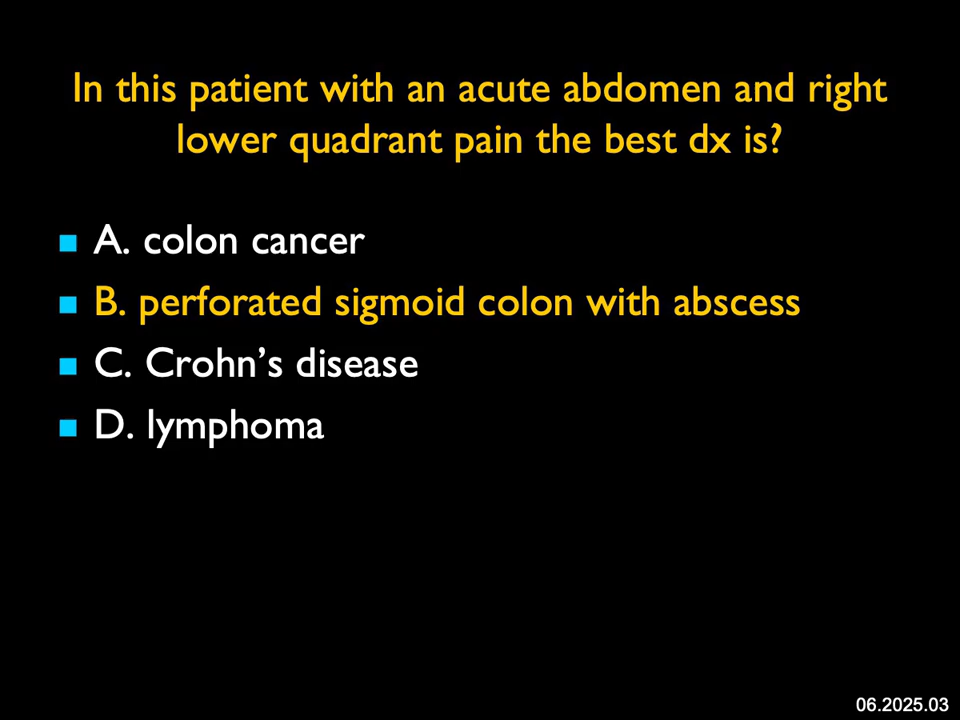 In this patient with an acute abdomen and right
lower quadrant pain the best dx is?
A. colon cancer
B. perforated sigmoid colon with abscess
C. Crohn’s disease
D. lymphoma
06.2025.03